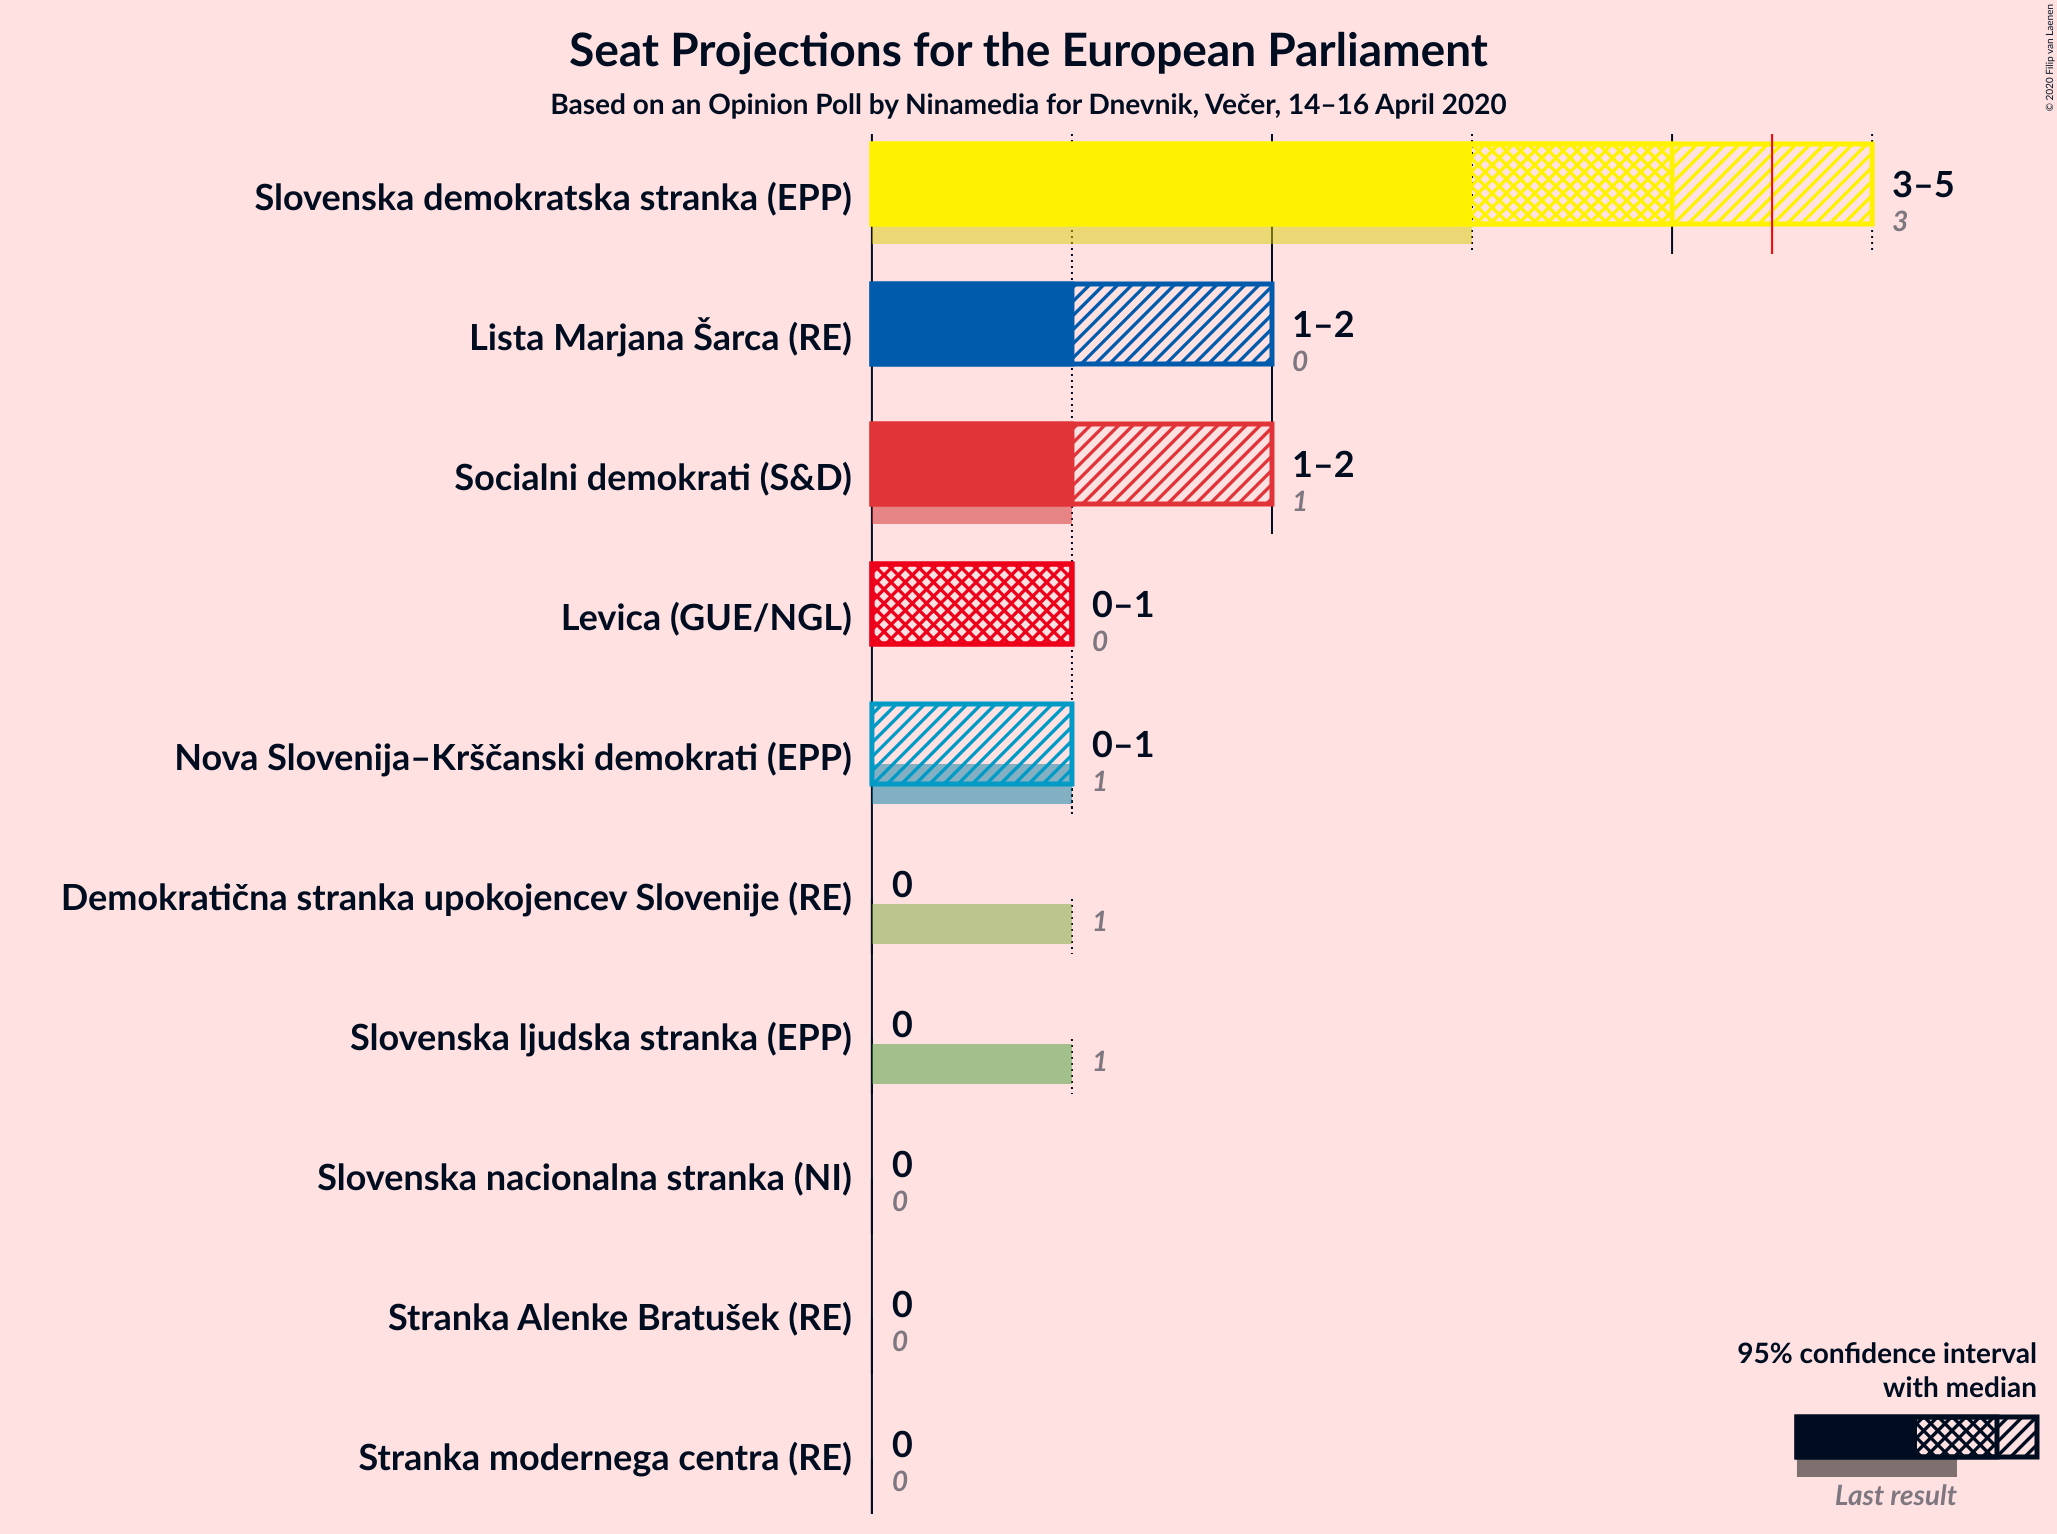 Seat Projections for the European Parliament
Based on an Opinion Poll by Ninamedia for Dnevnik, Večer, 14–16 April 2020
© 2020 Filip van Laenen
Slovenska demokratska stranka (EPP)
3–5
3
Lista Marjana Šarca (RE)
1–2
0
Socialni demokrati (S&D)
1–2
1
Levica (GUE/NGL)
0–1
0
Nova Slovenija–Krščanski demokrati (EPP)
0–1
1
Demokratična stranka upokojencev Slovenije (RE)
0
1
Slovenska ljudska stranka (EPP)
0
1
Slovenska nacionalna stranka (NI)
0
0
Stranka Alenke Bratušek (RE)
0
0
Stranka modernega centra (RE)
0
0
95% confidence interval
with median
Last result